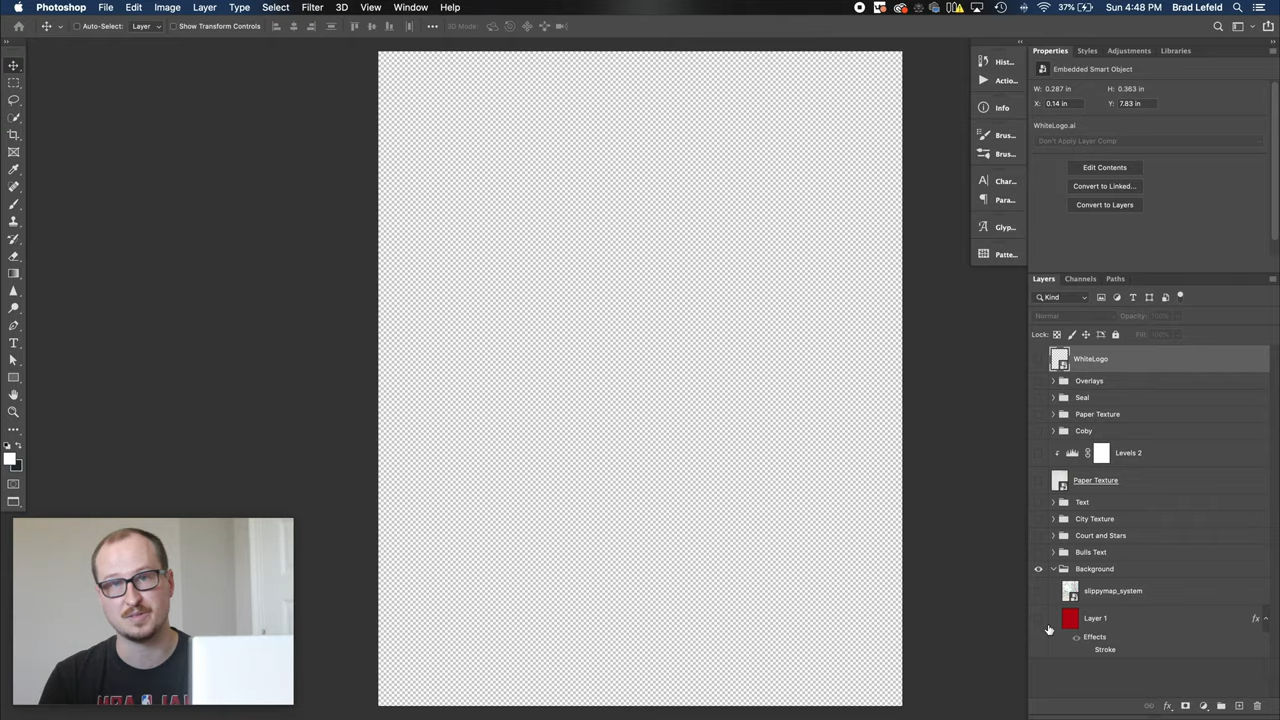 Photoshop File Edit Image Layer Type Select Filter 3D View Window Help 37% Brad Lefeld Sun 4:48 PM
Auto-Select: Layer Show Transform Controls 3D Mode:
Properties Styles Adjustments Libraries
Embedded Smart Object
W: 0.287 in H: 0.363 in
X: 0.14 in Y: 7.83 in
WhiteLogo.ai
Don't Apply Layer Comp
Edit Contents
Convert to Linked...
Convert to Layers
Hist...
Actio...
Info
Brus...
Brus...
Char...
Para...
Glyp...
Patte...
Layers Channels Paths
Kind
Normal Opacity: 100%
Lock: Fill: 100%
WhiteLogo
Overlays
Seal
Paper Texture
Coby
Levels 2
Paper Texture
Text
City Texture
Court and Stars
Bulls Text
Background
slippymap_system
Layer 1 fx
Effects
Stroke